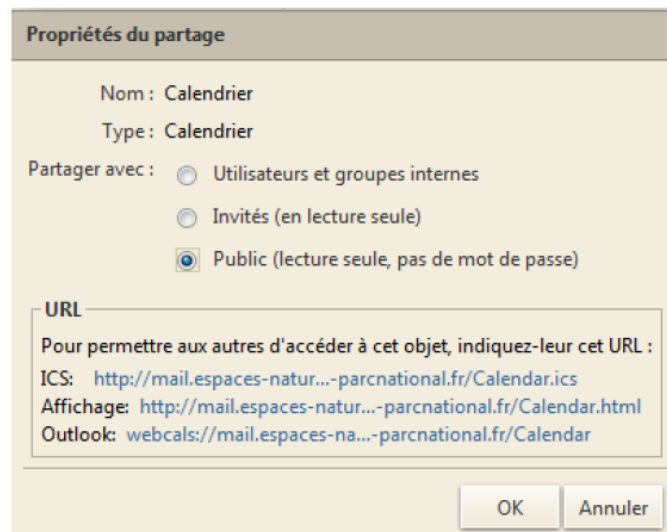 Propriétés du partage
Nom : Calendrier
Type : Calendrier
Partager avec :
Utilisateurs et groupes internes
Invités (en lecture seule)
Public (lecture seule, pas de mot de passe)
URL
Pour permettre aux autres d'accéder à cet objet, indiquez-leur cet URL :
ICS: http://mail.espaces-natur...-parcnational.fr/Calendar.ics
Affichage: http://mail.espaces-natur...-parcnational.fr/Calendar.html
Outlook: webcals://mail.espaces-na...-parcnational.fr/Calendar
OK Annuler